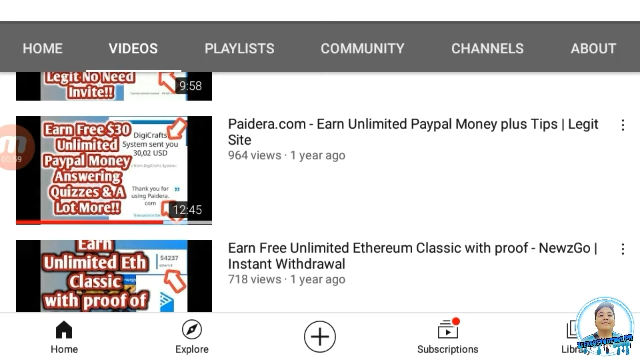 HOME VIDEOS PLAYLISTS COMMUNITY CHANNELS ABOUT
Legit No Need
Invite!!
9:58
00:59
Earn Free $30
Unlimited
Paypal Money
Answering
Quizzes & A
Lot More!!
DigiCrafts
System sent you
30,02 USD
Thank you for
using Paidera.
com
12:45
Paidera.com - Earn Unlimited Paypal Money plus Tips | Legit
Site
964 views · 1 year ago
Earn
Unlimited Eth
Classic
with proof of
54237
Earn Free Unlimited Ethereum Classic with proof - NewzGo |
Instant Withdrawal
718 views · 1 year ago
Home
Explore
Subscriptions